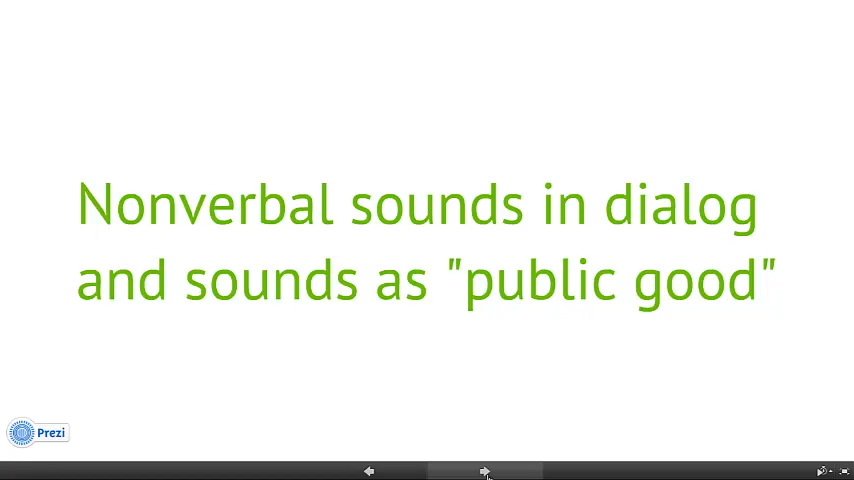 Nonverbal sounds in dialog
and sounds as "public good"
Prezi